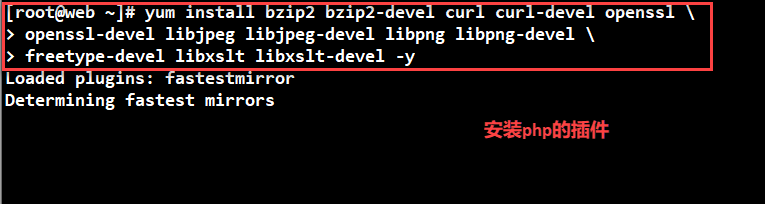 [root@web ~]# yum install bzip2 bzip2-devel curl curl-devel openssl \
> openssl-devel libjpeg libjpeg-devel libpng libpng-devel \
> freetype-devel libxslt libxslt-devel -y
Loaded plugins: fastestmirror
Determining fastest mirrors
安装php的插件